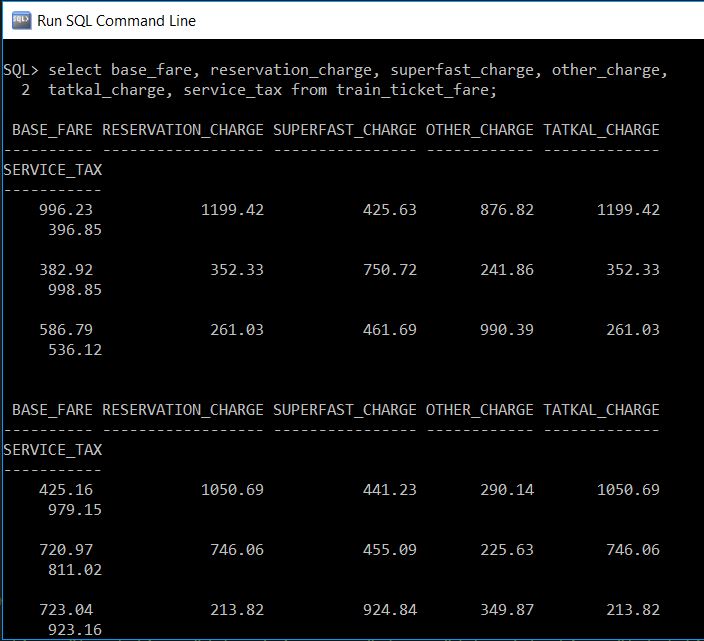 Run SQL Command Line
SQL> select base_fare, reservation_charge, superfast_charge, other_charge,
  2  tatkal_charge, service_tax from train_ticket_fare;
 BASE_FARE RESERVATION_CHARGE SUPERFAST_CHARGE OTHER_CHARGE TATKAL_CHARGE
---------- ------------------ ---------------- ------------ -------------
SERVICE_TAX
-----------
    996.23            1199.42           425.63       876.82       1199.42
     396.85
    382.92             352.33           750.72       241.86        352.33
     998.85
    586.79             261.03           461.69       990.39        261.03
     536.12
 BASE_FARE RESERVATION_CHARGE SUPERFAST_CHARGE OTHER_CHARGE TATKAL_CHARGE
---------- ------------------ ---------------- ------------ -------------
SERVICE_TAX
-----------
    425.16            1050.69           441.23       290.14       1050.69
     979.15
    720.97             746.06           455.09       225.63        746.06
     811.02
    723.04             213.82           924.84       349.87        213.82
     923.16